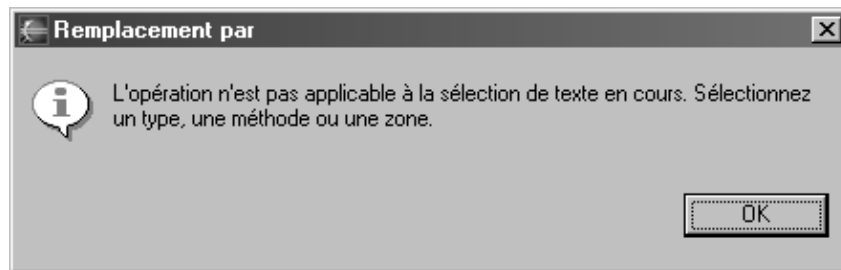 Remplacement par
L'opération n'est pas applicable à la sélection de texte en cours. Sélectionnez
un type, une méthode ou une zone.
OK